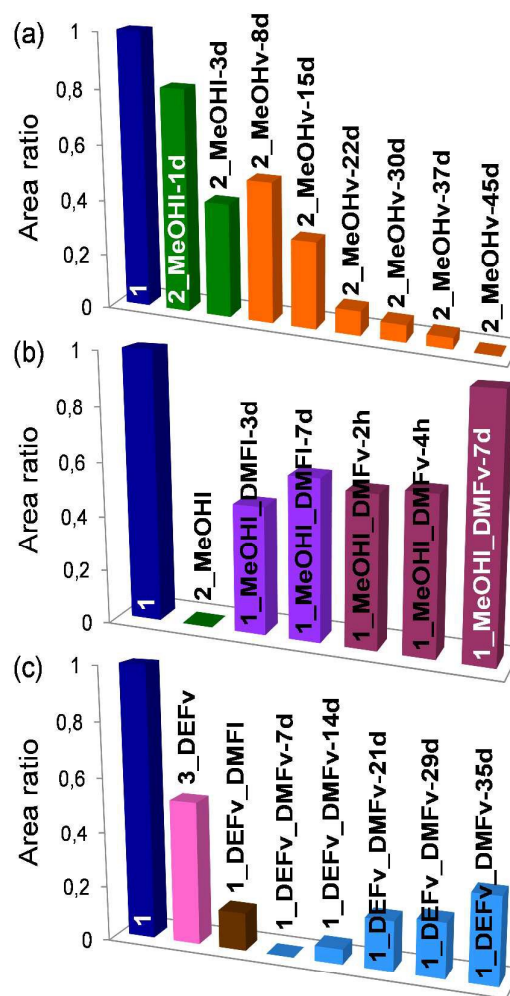 (a)
Area ratio
1
0,8
0,6
0,4
0,2
0
1
2_MeOHl-1d
2_MeOHl-3d
2_MeOHv-8d
2_MeOHv-15d
2_MeOHv-22d
2_MeOHv-30d
2_MeOHv-37d
2_MeOHv-45d
(b)
Area ratio
1
0,8
0,6
0,4
0,2
0
1
2_MeOHl
1_MeOHl_DMFl-3d
1_MeOHl_DMFl-7d
1_MeOHl_DMFv-2h
1_MeOHl_DMFv-4h
1_MeOHl_DMFv-7d
(c)
Area ratio
1
0,8
0,6
0,4
0,2
0
1
3_DEFv
1_DEFv_DMFl
1_DEFv_DMFv-7d
1_DEFv_DMFv-14d
1_DEFv_DMFv-21d
1_DEFv_DMFv-29d
1_DEFv_DMFv-35d